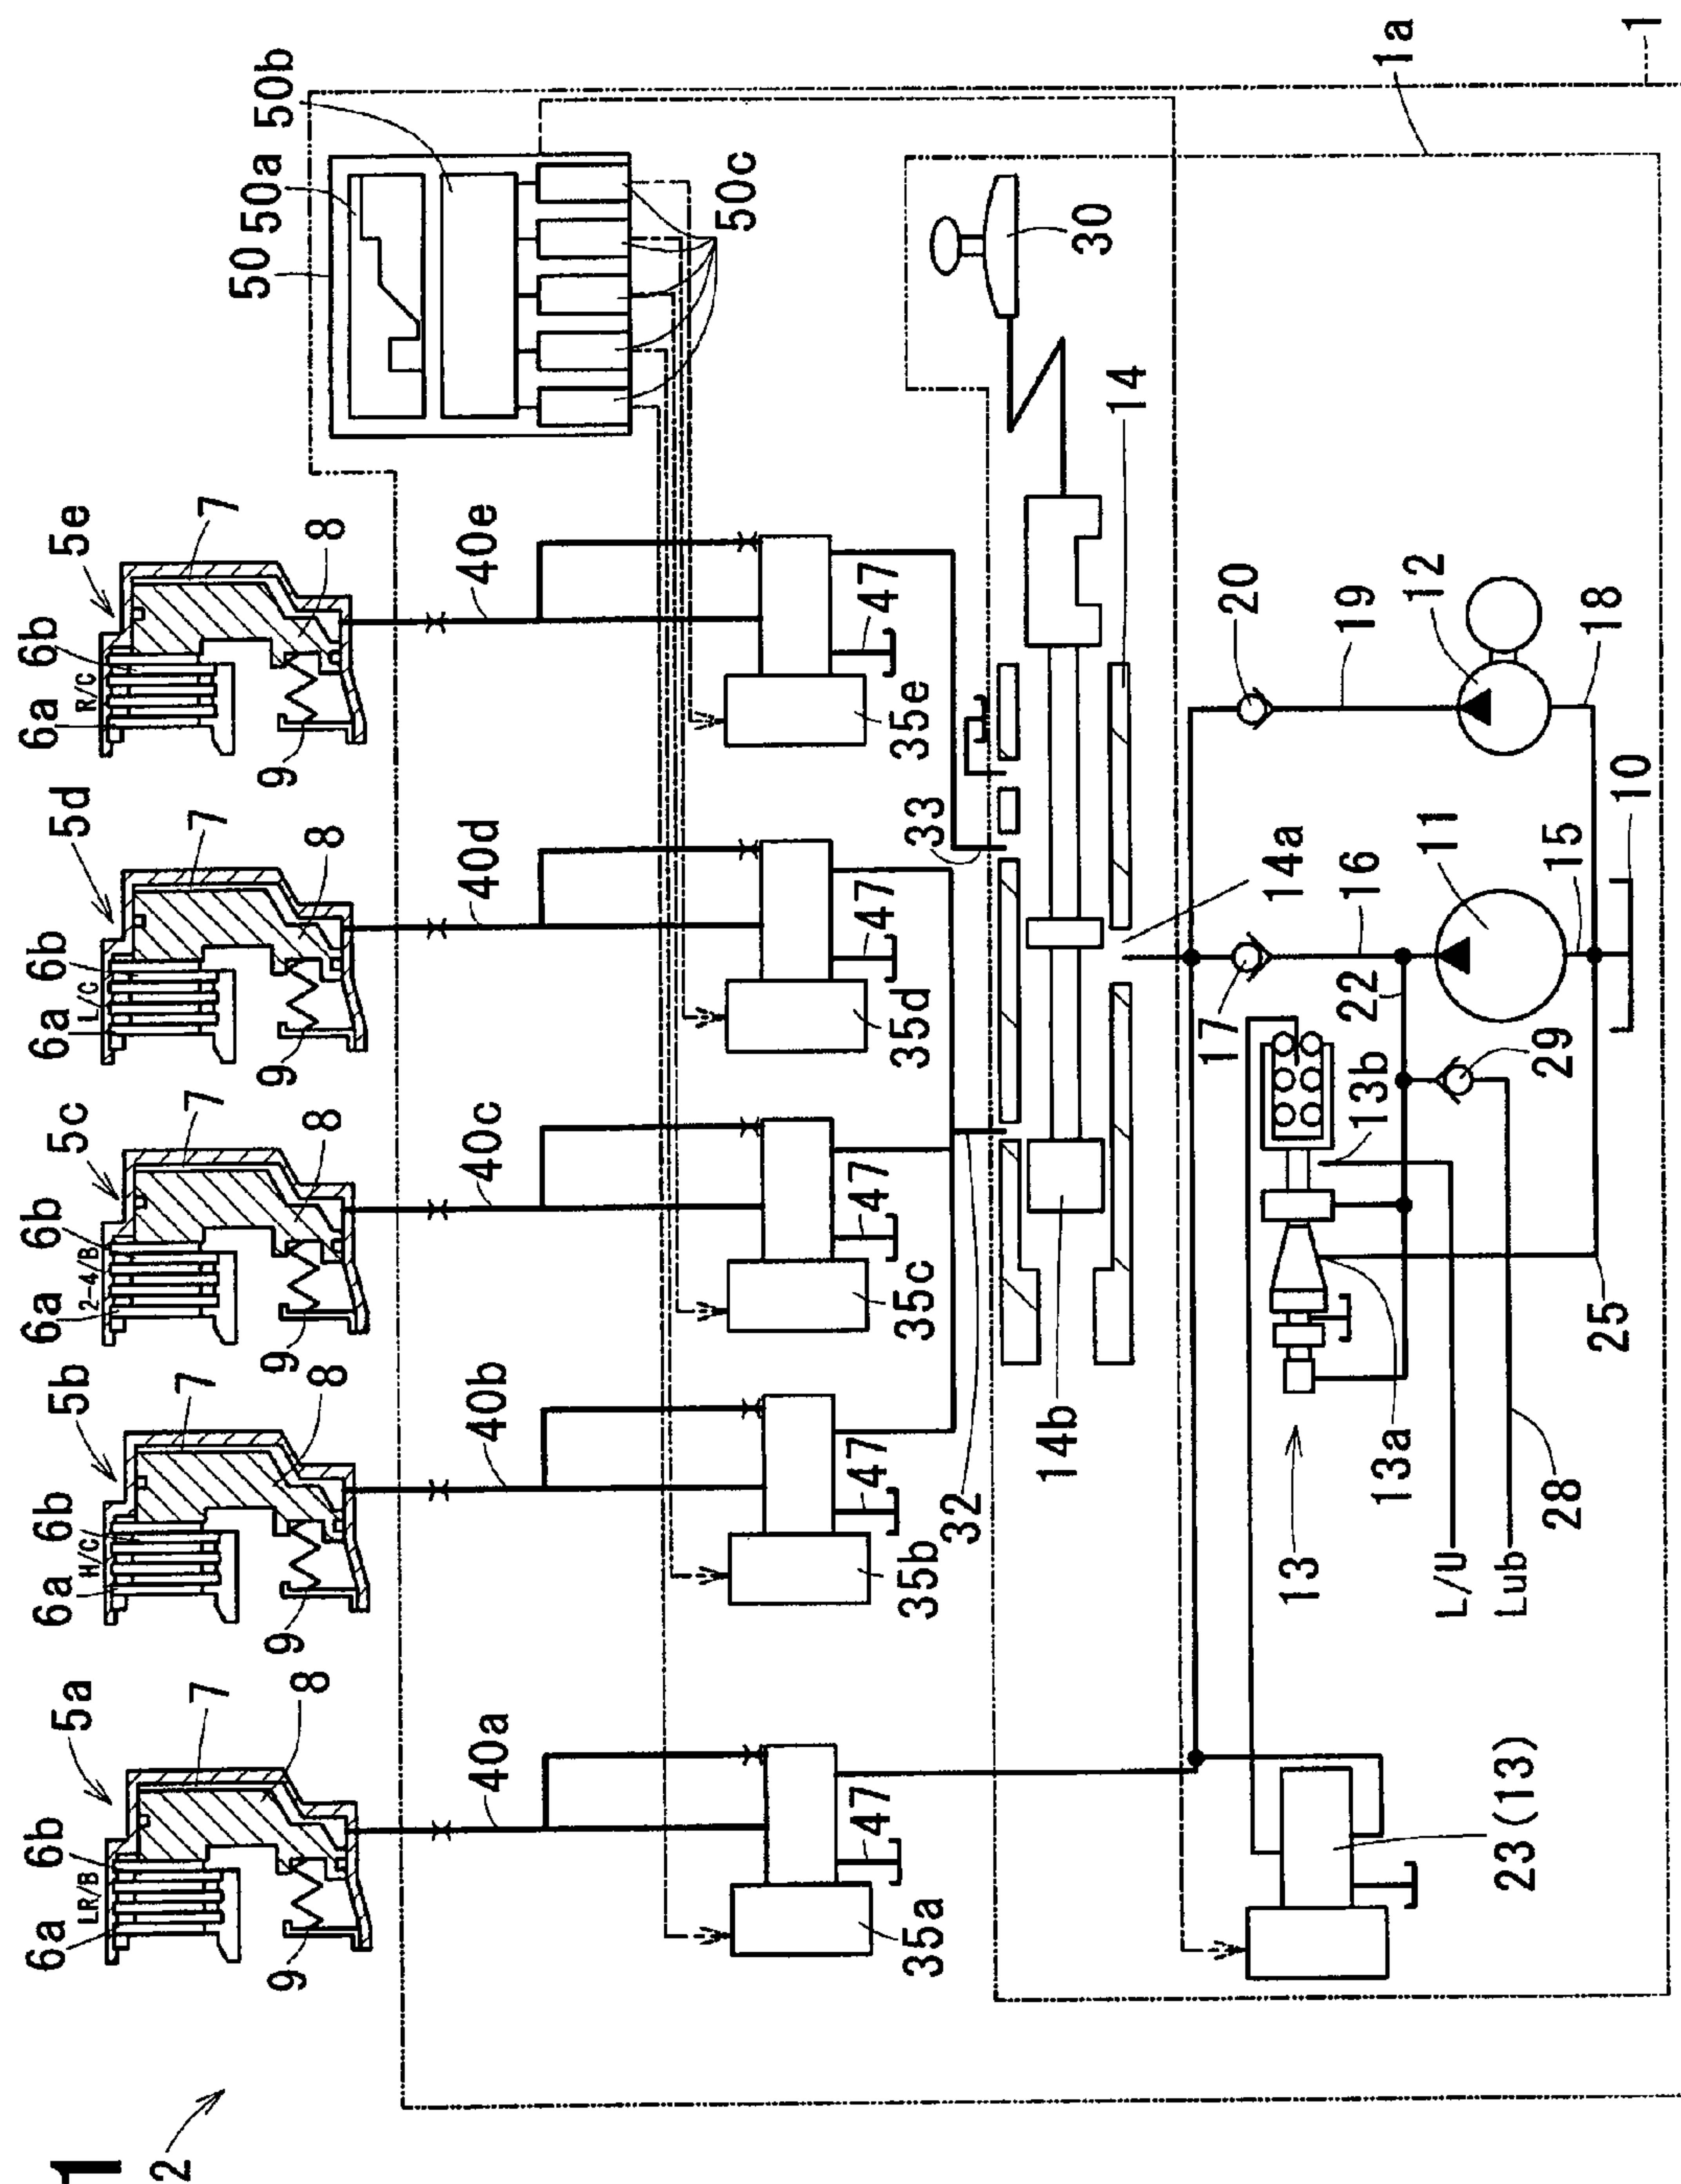 1
2
5a
5b
5c
5d
5e
6a
6b
6a
6b
6a
6b
6a
6b
6a
6b
LR/B
H/C
2-4/B
L/C
R/C
7
7
7
7
7
8
8
8
8
8
9
9
9
9
9
50
50a
50b
50c
40a
40b
40c
40d
40e
47
47
47
47
47
35a
35b
35c
35d
35e
32
33
30
14
14a
14b
1
1a
20
19
12
18
17
16
11
15
10
22
29
13b
13
13a
25
28
L/U
Lub
23(13)